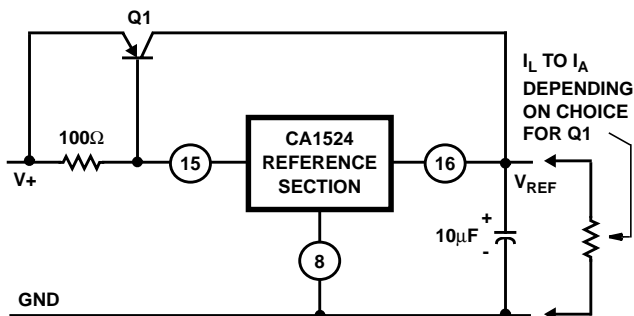 Q1
I_L TO I_A
DEPENDING
ON CHOICE
FOR Q1
100Ω
V+
15
CA1524
REFERENCE
SECTION
16
V_REF
10µF
+
-
8
GND